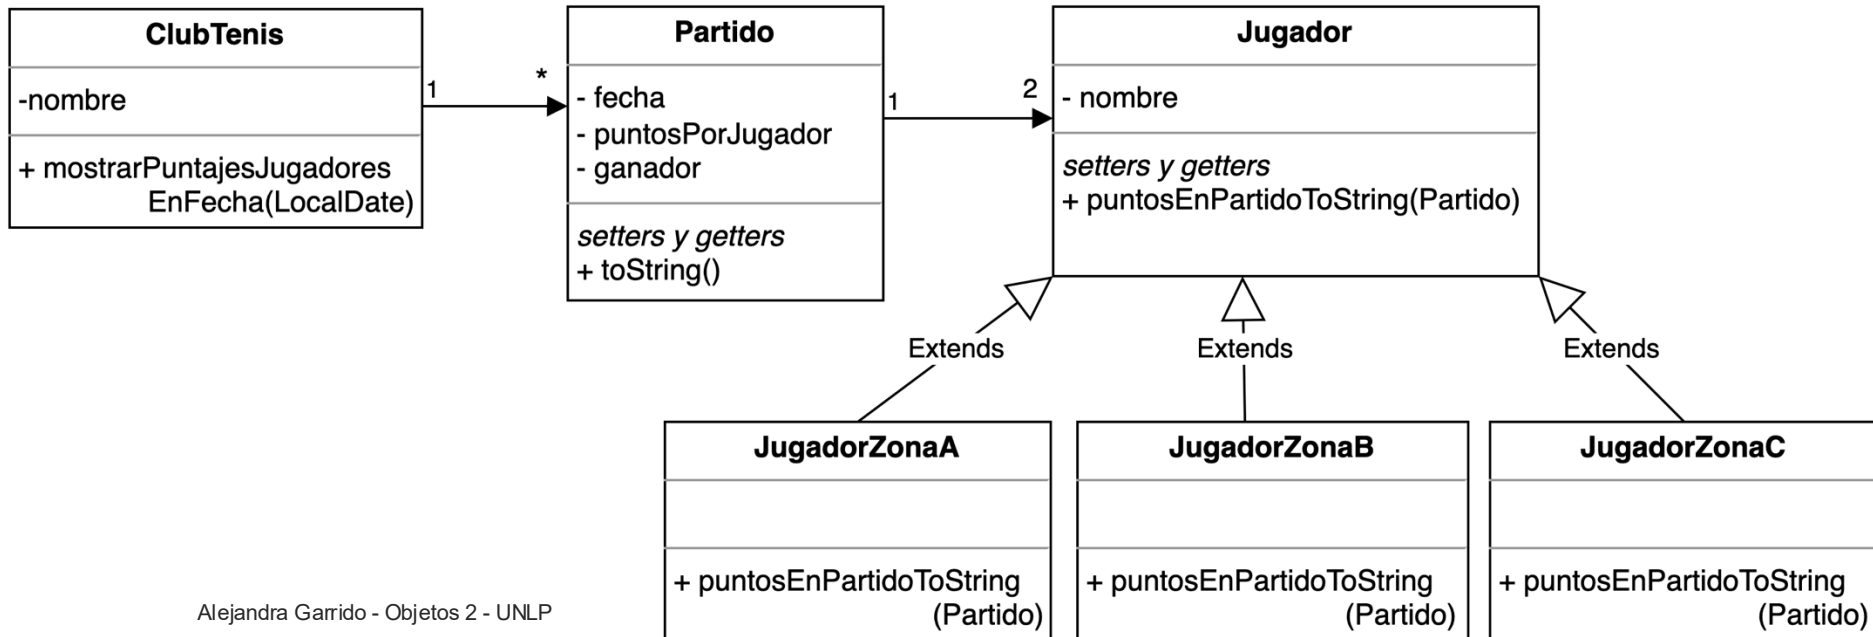 ClubTenis
-nombre
+ mostrarPuntajesJugadores
EnFecha(LocalDate)
1
*
Partido
- fecha
- puntosPorJugador
- ganador
setters y getters
+ toString()
1
2
Jugador
- nombre
setters y getters
+ puntosEnPartidoToString(Partido)
Extends
Extends
Extends
JugadorZonaA
+ puntosEnPartidoToString
(Partido)
JugadorZonaB
+ puntosEnPartidoToString
(Partido)
JugadorZonaC
+ puntosEnPartidoToString
(Partido)
Alejandra Garrido - Objetos 2 - UNLP